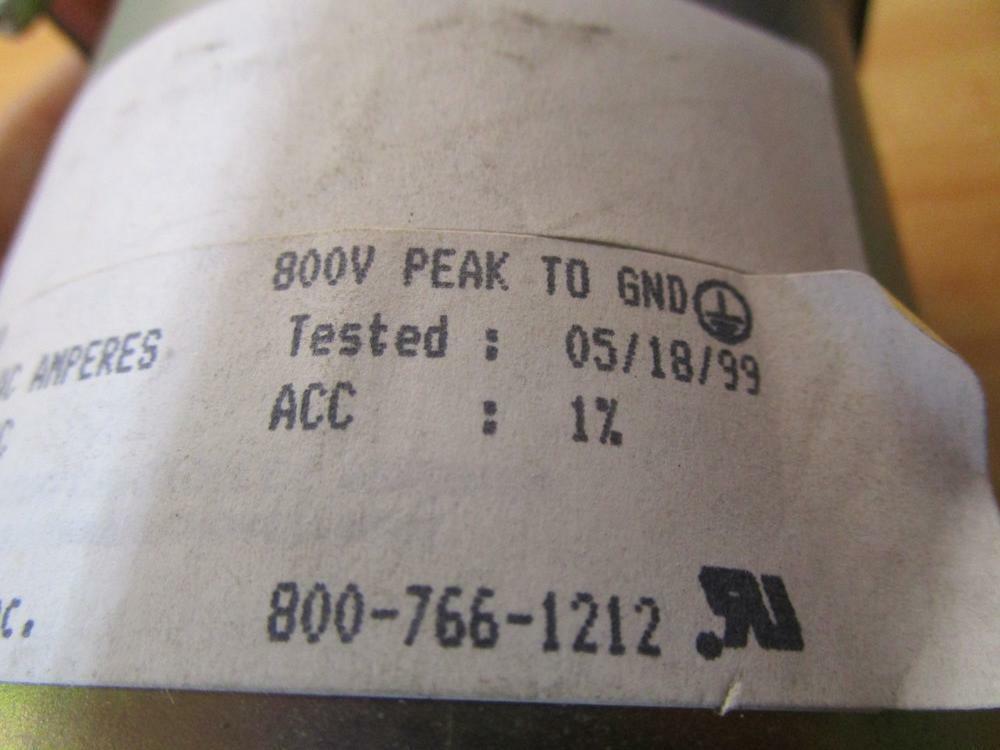 800V PEAK TO GND
AMPERES Tested : 05/18/99
ACC : 1%
800-766-1212